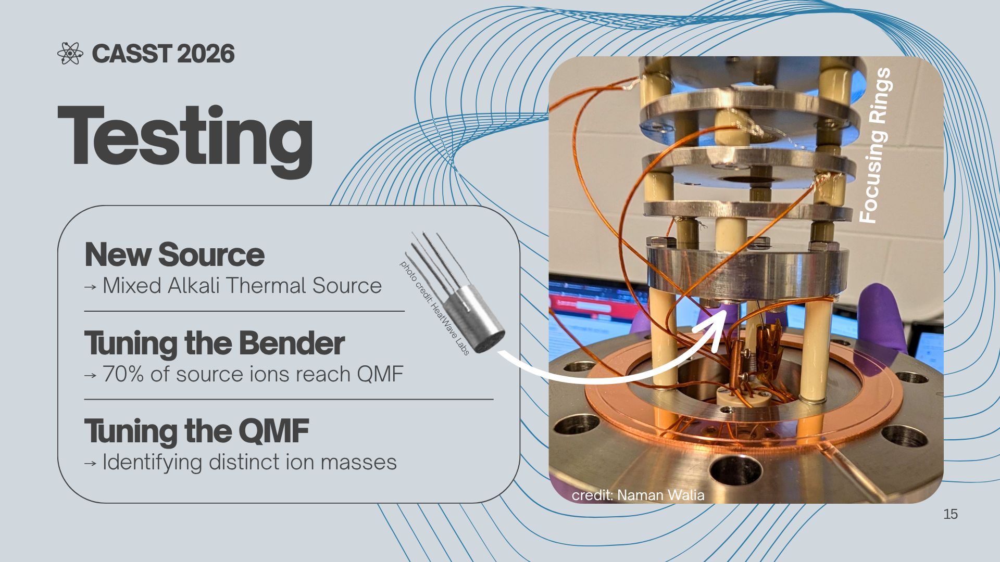 CASST 2026
Testing
New Source
→ Mixed Alkali Thermal Source
photo credit: HeatWave Labs
Tuning the Bender
→ 70% of source ions reach QMF
Tuning the QMF
→ Identifying distinct ion masses
Focusing Rings
credit: Naman Walia
15